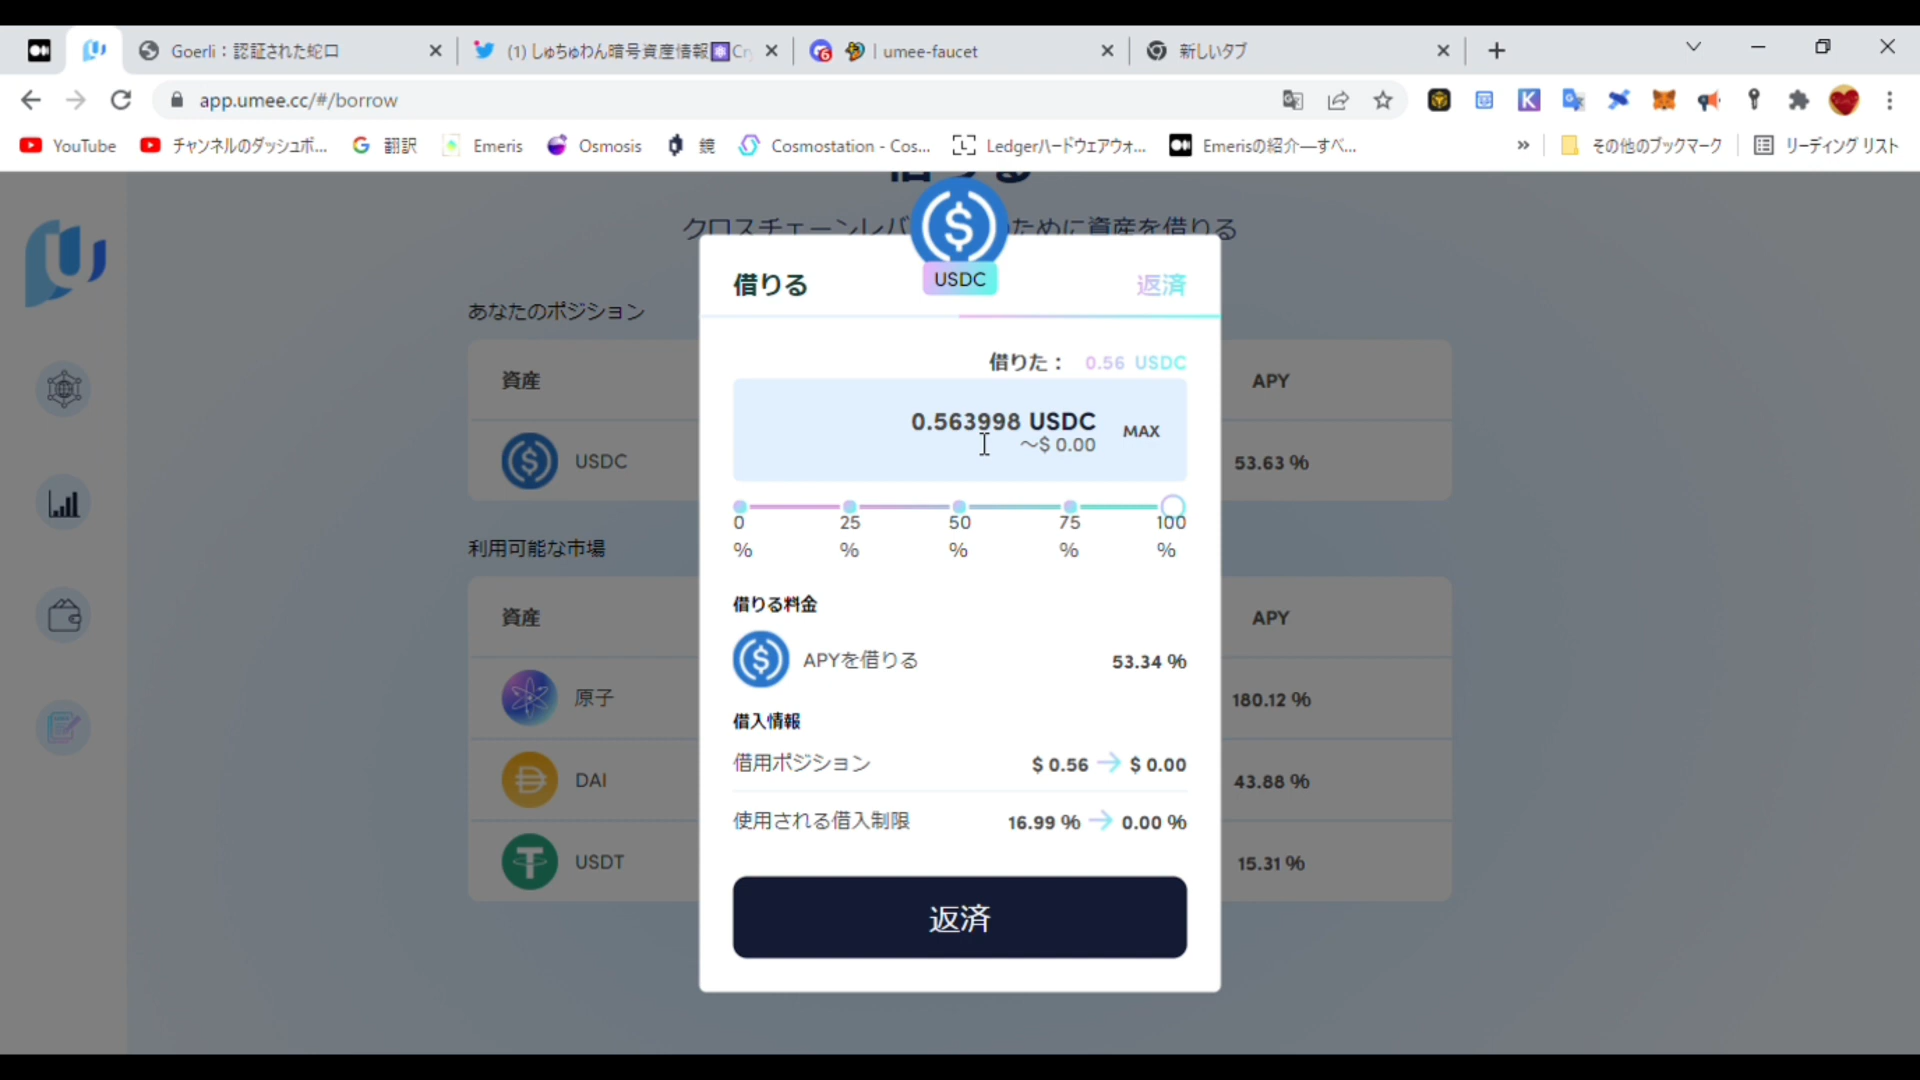 Goerli：認証された蛇口
(1) しゅちゅわん暗号資産情報⚛Cr
| umee-faucet
新しいタブ
app.umee.cc/#/borrow
YouTube
チャンネルのダッシュボ...
翻訳
Emeris
Osmosis
鏡
Cosmostation - Cos...
Ledgerハードウェアウォ...
Emerisの紹介—すべ...
»
その他のブックマーク
リーディング リスト
借りる
クロスチェーンレバ
ために資産を借りる
USDC
借りる
返済
あなたのポジション
借りた： 0.56 USDC
資産
APY
0.563998 USDC
～$ 0.00
MAX
USDC
53.63 %
0 %
25 %
50 %
75 %
100 %
利用可能な市場
借りる料金
資産
APY
APYを借りる
53.34 %
原子
180.12 %
借入情報
借用ポジション
$ 0.56 → $ 0.00
DAI
43.88 %
使用される借入制限
16.99 % → 0.00 %
USDT
15.31 %
返済